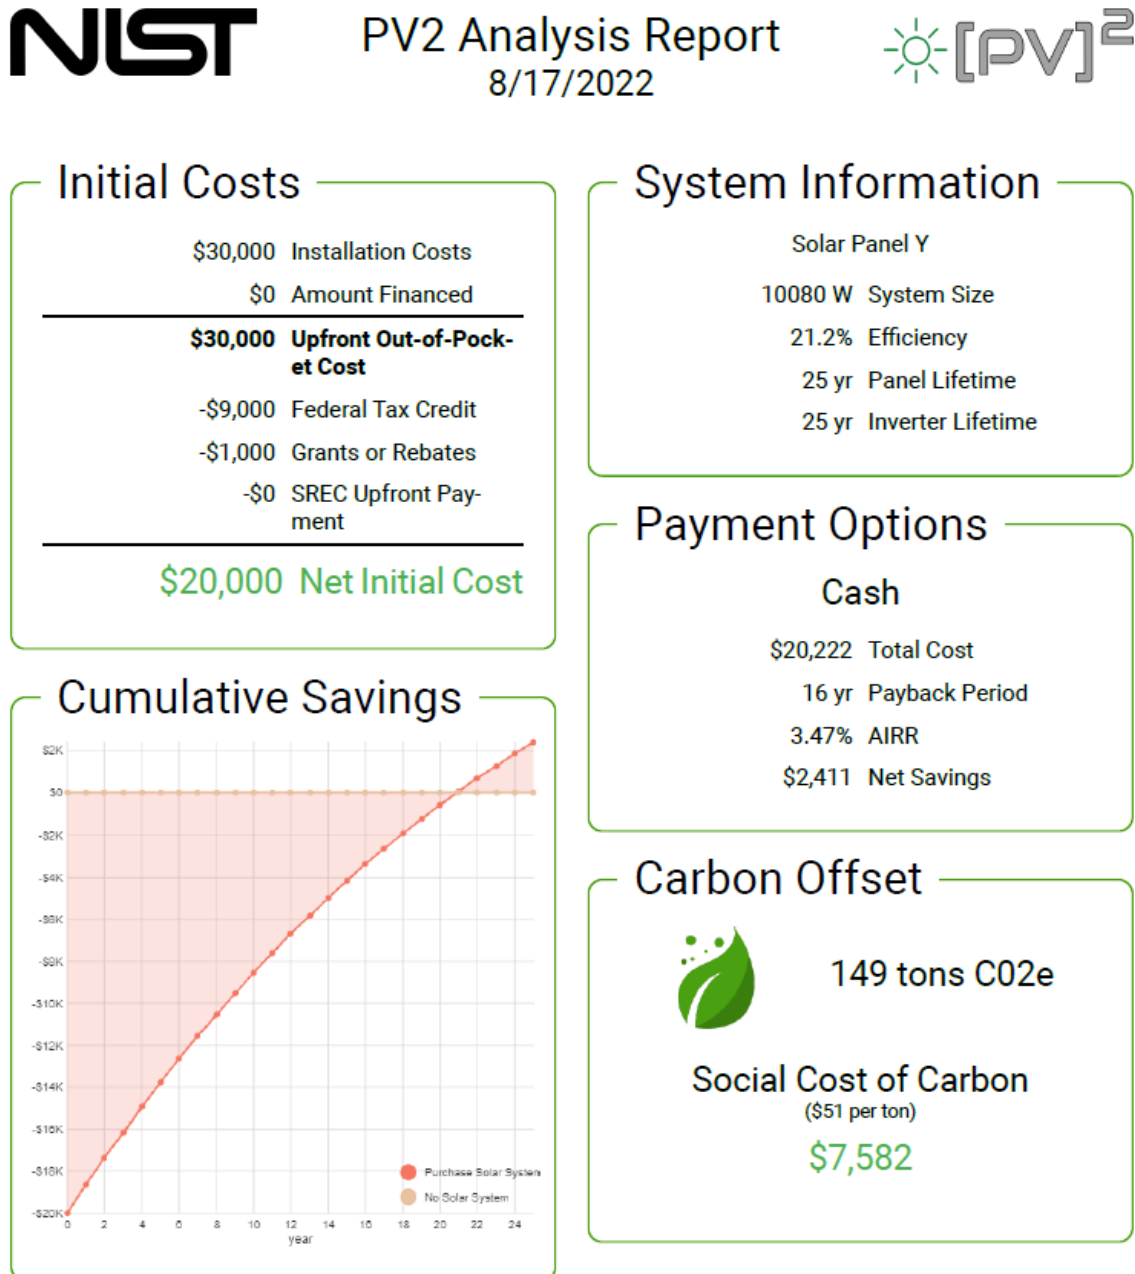 NIST
PV2 Analysis Report
8/17/2022
[PV]2
Initial Costs
$30,000 Installation Costs
$0 Amount Financed
$30,000 Upfront Out-of-Pock-
et Cost
-$9,000 Federal Tax Credit
-$1,000 Grants or Rebates
-$0 SREC Upfront Pay-
ment
$20,000 Net Initial Cost
System Information
Solar Panel Y
10080 W System Size
21.2% Efficiency
25 yr Panel Lifetime
25 yr Inverter Lifetime
Payment Options
Cash
$20,222 Total Cost
16 yr Payback Period
3.47% AIRR
$2,411 Net Savings
Cumulative Savings
$2K
$0
-$2K
-$4K
-$6K
-$8K
-$10K
-$12K
-$14K
-$16K
-$18K
-$20K
0 2 4 6 8 10 12 14 16 18 20 22 24
year
Purchase Solar System
No Solar System
Carbon Offset
149 tons C02e
Social Cost of Carbon
($51 per ton)
$7,582